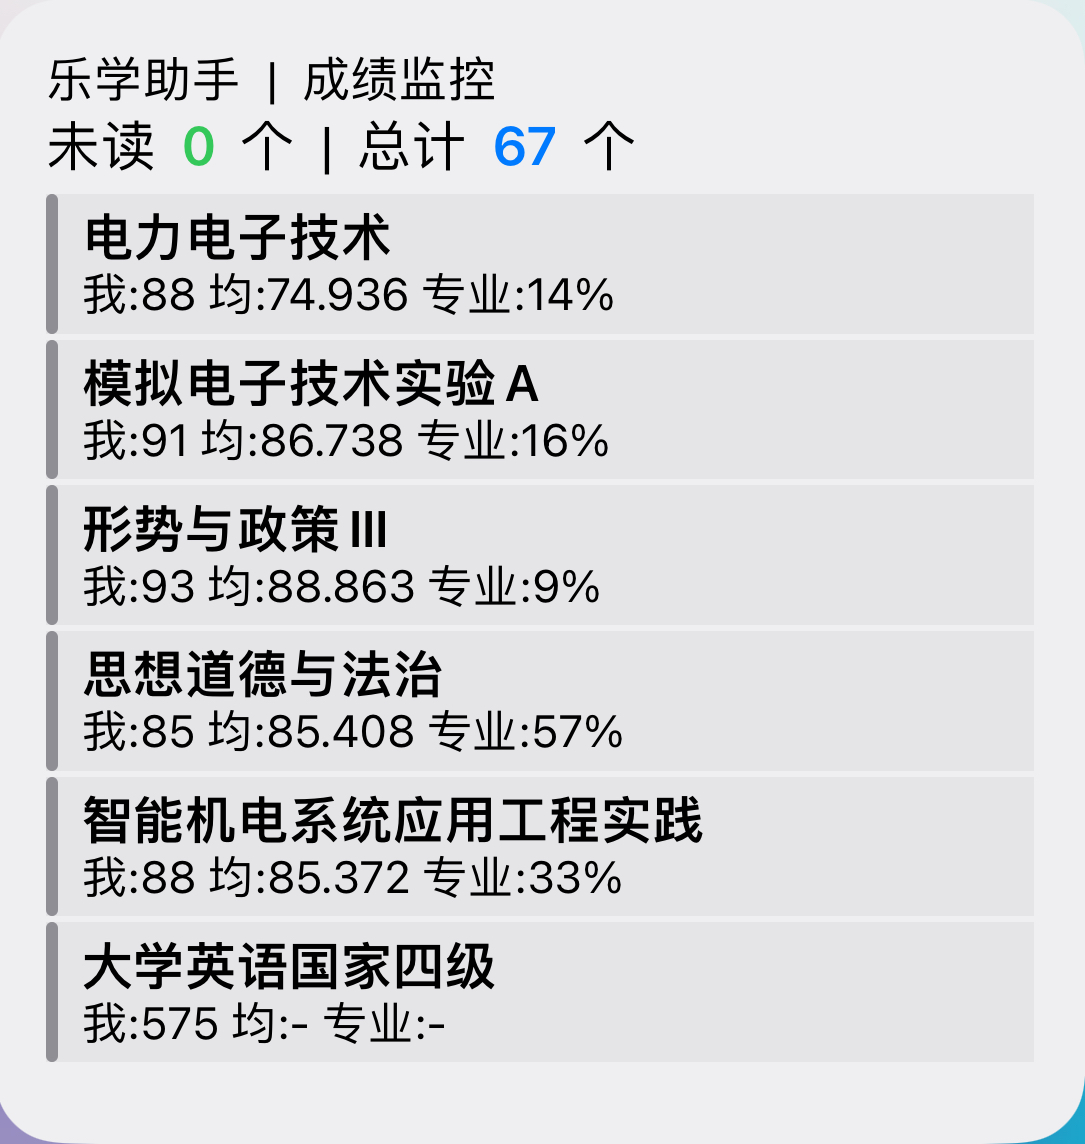 乐学助手 | 成绩监控
未读 0 个 | 总计 67 个
电力电子技术
我:88 均:74.936 专业:14%
模拟电子技术实验 A
我:91 均:86.738 专业:16%
形势与政策 III
我:93 均:88.863 专业:9%
思想道德与法治
我:85 均:85.408 专业:57%
智能机电系统应用工程实践
我:88 均:85.372 专业:33%
大学英语国家四级
我:575 均:- 专业:-